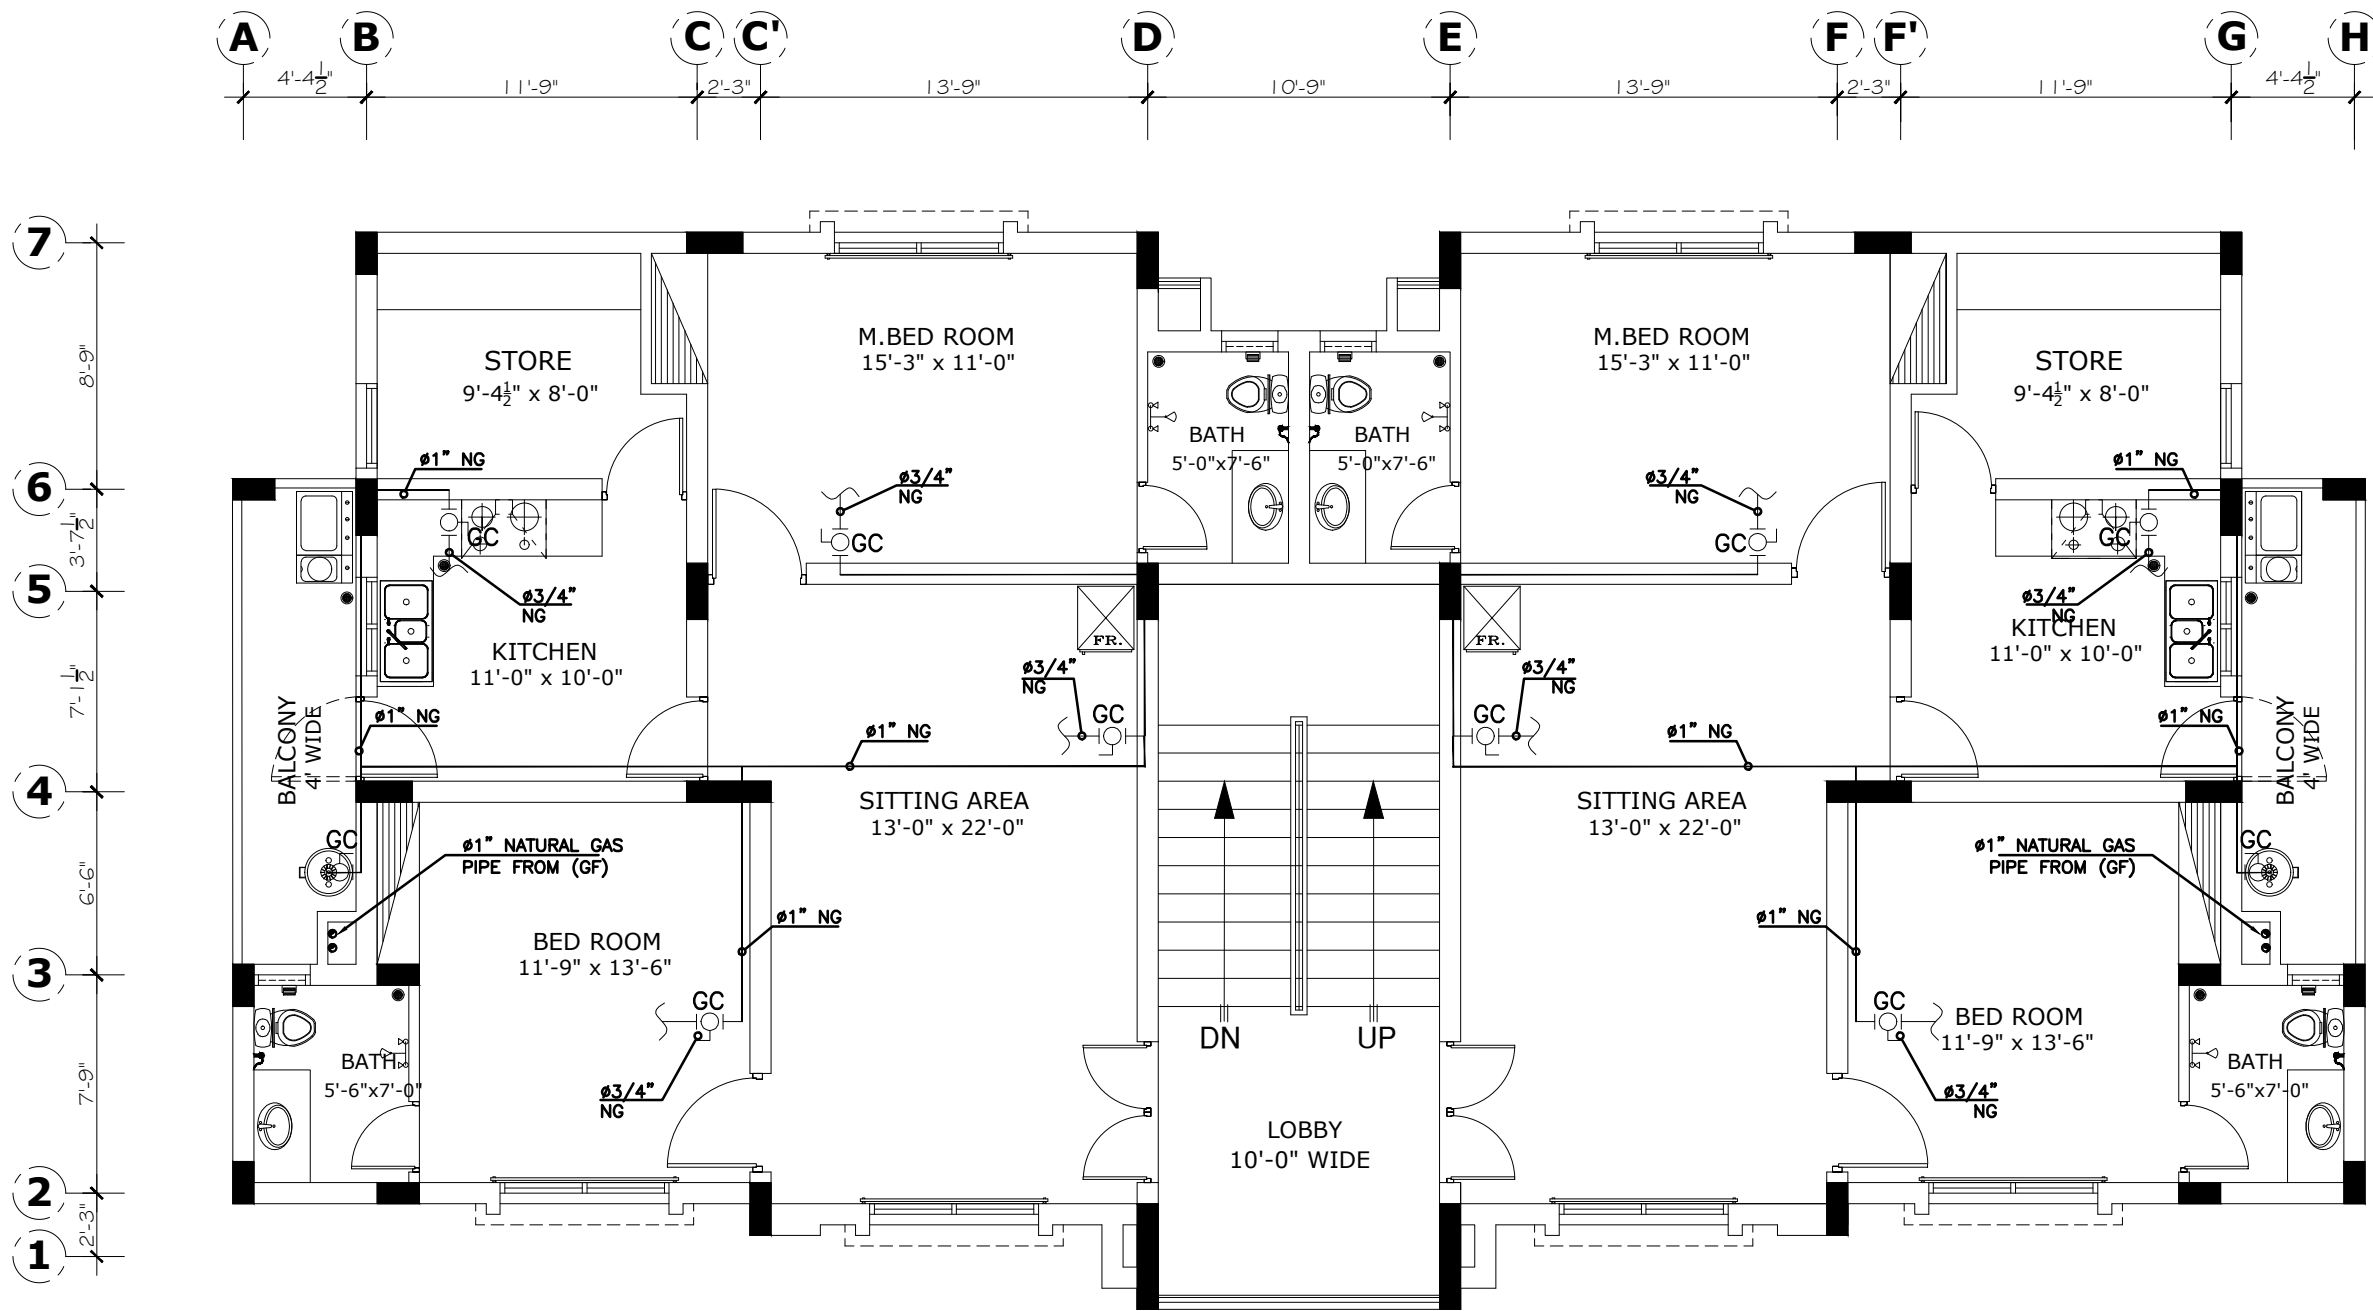 A B C C' D E F F' G H
4'-4½" 11'-9" 2'-3" 13'-9" 10'-9" 13'-9" 2'-3" 11'-9" 4'-4½"
7
8'-9"
6
3'-7½"
5
7'-1½"
4
6'-6"
3
7'-9"
2
2'-3"
1
STORE
9'-4½" x 8'-0"
M.BED ROOM
15'-3" x 11'-0"
M.BED ROOM
15'-3" x 11'-0"
STORE
9'-4½" x 8'-0"
BATH
5'-0"x7'-6"
BATH
5'-0"x7'-6"
ø1" NG
ø3/4"
NG
ø3/4"
NG
ø1" NG
GC
GC
GC
GC
ø3/4"
NG
ø3/4"
NG
KITCHEN
11'-0" x 10'-0"
FR.
FR.
KITCHEN
11'-0" x 10'-0"
ø3/4"
NG
ø3/4"
NG
BALCONY
4' WIDE
ø1" NG
GC
GC
ø1" NG
BALCONY
4' WIDE
ø1" NG
ø1" NG
SITTING AREA
13'-0" x 22'-0"
SITTING AREA
13'-0" x 22'-0"
GC
ø1" NATURAL GAS
PIPE FROM (GF)
GC
ø1" NATURAL GAS
PIPE FROM (GF)
ø1" NG
ø1" NG
BED ROOM
11'-9" x 13'-6"
GC
GC
BED ROOM
11'-9" x 13'-6"
DN
UP
BATH
5'-6"x7'-0"
BATH
5'-6"x7'-0"
ø3/4"
NG
ø3/4"
NG
LOBBY
10'-0" WIDE